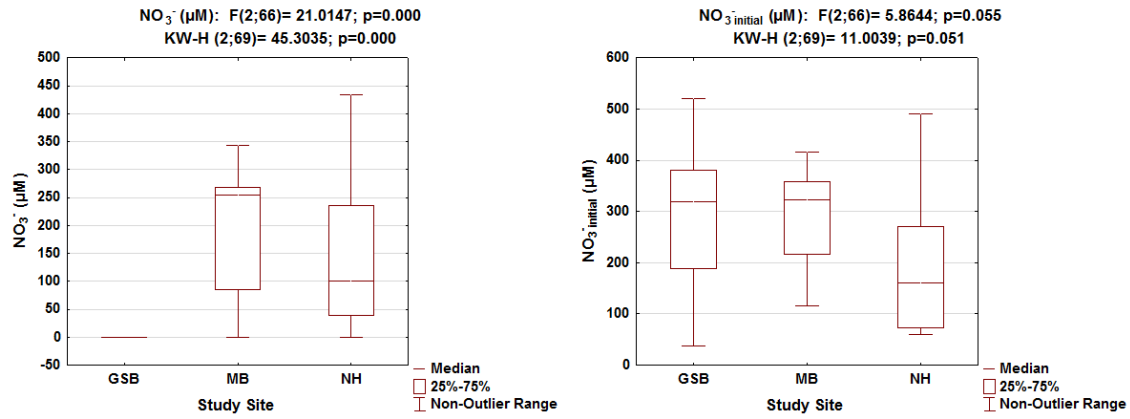 NO₃⁻ (µM): F(2;66)= 21.0147; p=0.000
KW-H (2;69)= 45.3035; p=0.000
500
450
400
350
300
250
200
150
100
50
0
-50
NO₃⁻ (µM)
GSB MB NH
Study Site
Median
25%-75%
Non-Outlier Range
NO₃⁻initial (µM): F(2;66)= 5.8644; p=0.055
KW-H (2;69)= 11.0039; p=0.051
600
500
400
300
200
100
0
NO₃⁻initial (µM)
GSB MB NH
Study Site
Median
25%-75%
Non-Outlier Range